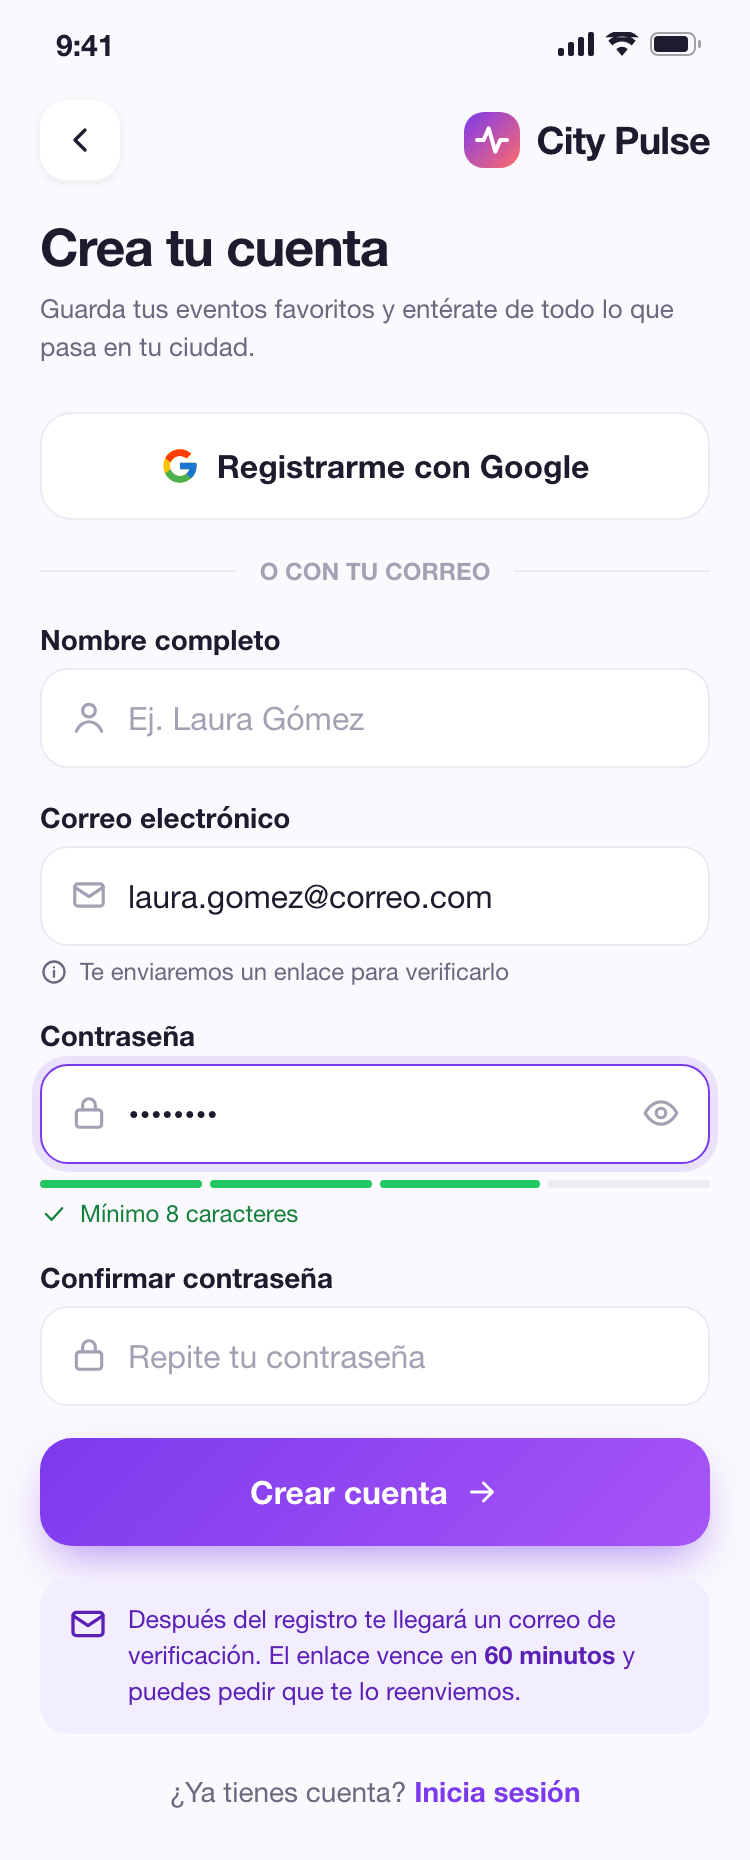 9:41
City Pulse
Crea tu cuenta
Guarda tus eventos favoritos y entérate de todo lo que
pasa en tu ciudad.
Registrarme con Google
O CON TU CORREO
Nombre completo
Ej. Laura Gómez
Correo electrónico
laura.gomez@correo.com
Te enviaremos un enlace para verificarlo
Contraseña
••••••••
Mínimo 8 caracteres
Confirmar contraseña
Repite tu contraseña
Crear cuenta →
Después del registro te llegará un correo de
verificación. El enlace vence en 60 minutos y
puedes pedir que te lo reenviemos.
¿Ya tienes cuenta? Inicia sesión